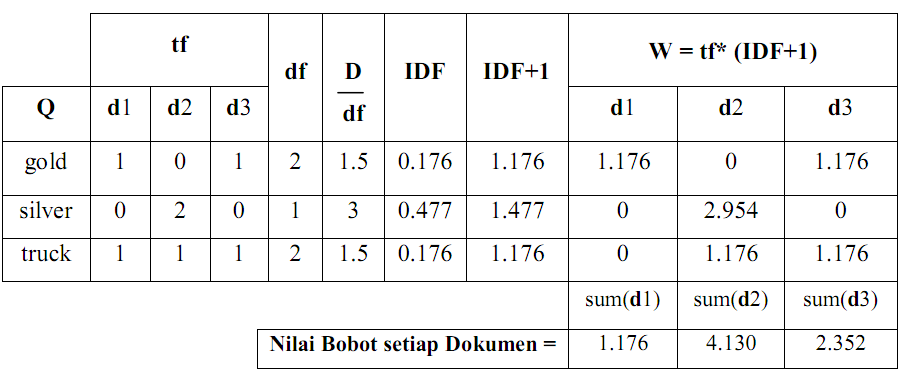 tf df D IDF IDF+1 W = tf* (IDF+1)
df
Q d1 d2 d3 d1 d2 d3
gold 1 0 1 2 1.5 0.176 1.176 1.176 0 1.176
silver 0 2 0 1 3 0.477 1.477 0 2.954 0
truck 1 1 1 2 1.5 0.176 1.176 0 1.176 1.176
sum(d1) sum(d2) sum(d3)
Nilai Bobot setiap Dokumen = 1.176 4.130 2.352